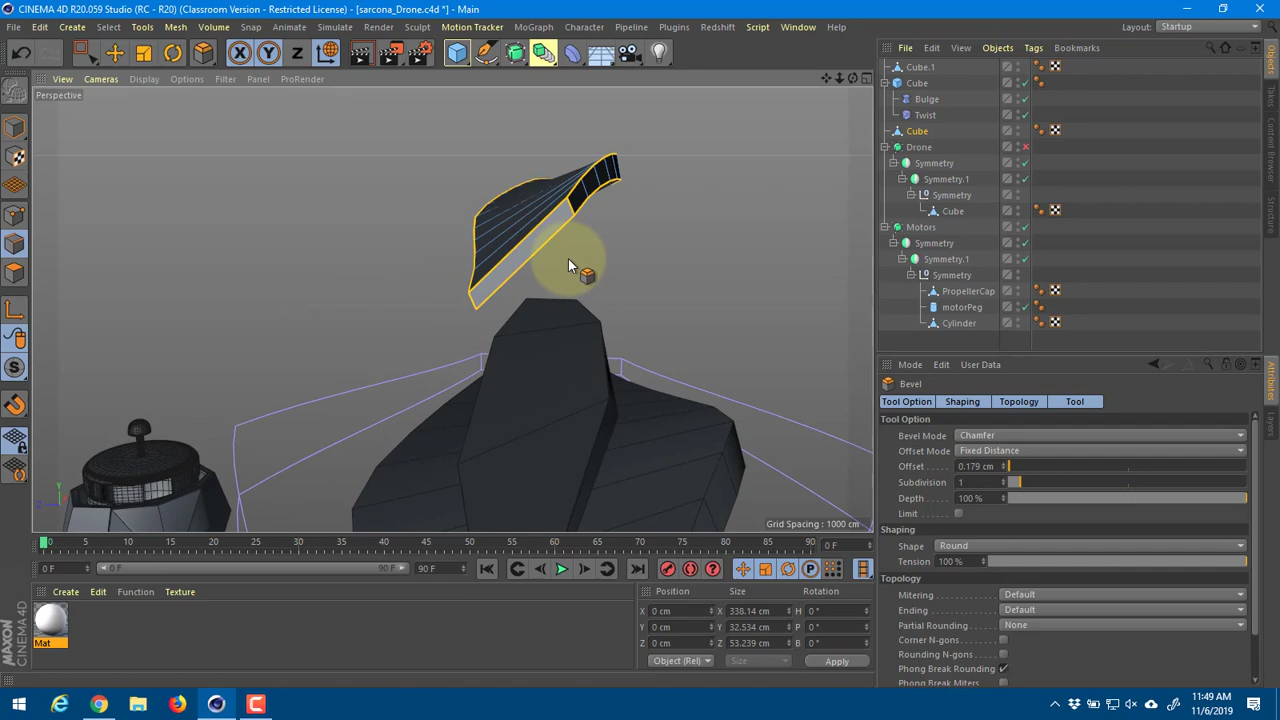 CINEMA 4D R20.059 Studio (RC - R20) (Classroom Version - Restricted License) - [sarcona_Drone.c4d *] - Main
File Edit Create Select Tools Mesh Volume Snap Animate Simulate Render Sculpt Motion Tracker MoGraph Character Pipeline Plugins Redshift Script Window Help Layout: Startup
X Y Z
File Edit View Objects Tags Bookmarks
View Cameras Display Options Filter Panel ProRender
Perspective
Cube.1
Cube
Bulge
Twist
Cube
Drone
Symmetry
Symmetry.1
Symmetry
Cube
Motors
Symmetry
Symmetry.1
Symmetry
PropellerCap
motorPeg
Cylinder
Objects
Takes
Content Browser
Structure
Mode Edit User Data
Bevel
Tool Option Shaping Topology Tool
Tool Option
Bevel Mode Chamfer
Offset Mode Fixed Distance
Offset 0.179 cm
Subdivision 1
Depth 100 %
Limit
Shaping
Shape Round
Tension 100 %
Topology
Mitering Default
Ending Default
Partial Rounding None
Corner N-gons
Rounding N-gons
Phong Break Rounding
Phong Break Miters
Attributes
Layers
Grid Spacing : 1000 cm
0 5 10 15 20 25 30 35 40 45 50 55 60 65 70 75 80 85 90 0 F
0 F 0 F 90 F 90 F
Create Edit Function Texture
Mat
Position Size Rotation
X 0 cm X 338.14 cm H 0 °
Y 0 cm Y 32.534 cm P 0 °
Z 0 cm Z 53.239 cm B 0 °
Object (Rel) Size Apply
MAXON CINEMA 4D
11:49 AM
11/6/2019